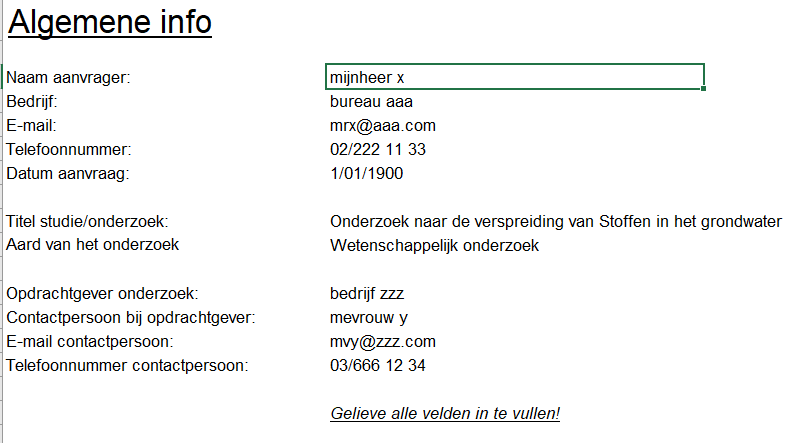 Algemene info
Naam aanvrager: mijnheer x
Bedrijf: bureau aaa
E-mail: mrx@aaa.com
Telefoonnummer: 02/222 11 33
Datum aanvraag: 1/01/1900
Titel studie/onderzoek: Onderzoek naar de verspreiding van Stoffen in het grondwater
Aard van het onderzoek Wetenschappelijk onderzoek
Opdrachtgever onderzoek: bedrijf zzz
Contactpersoon bij opdrachtgever: mevrouw y
E-mail contactpersoon: mvy@zzz.com
Telefoonnummer contactpersoon: 03/666 12 34
Gelieve alle velden in te vullen!